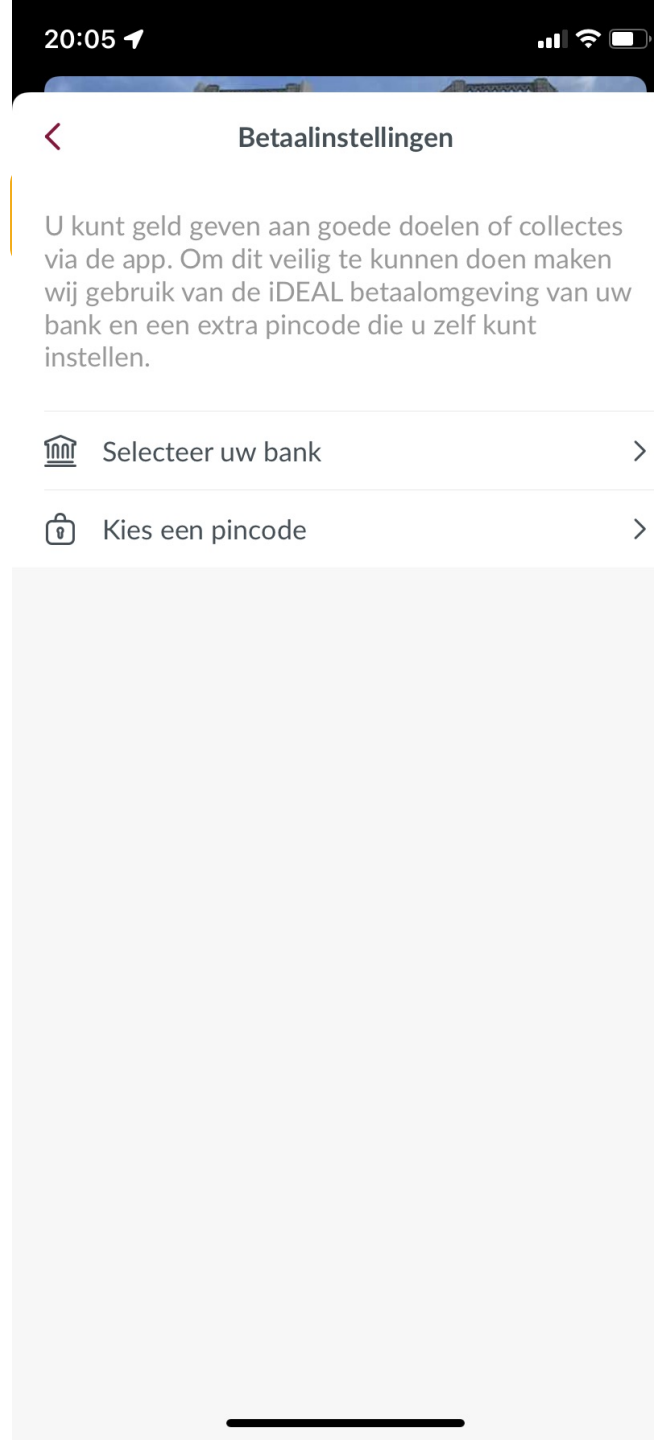 20:05
Betaalinstellingen
U kunt geld geven aan goede doelen of collectes
via de app. Om dit veilig te kunnen doen maken
wij gebruik van de iDEAL betaalomgeving van uw
bank en een extra pincode die u zelf kunt
instellen.
Selecteer uw bank
Kies een pincode